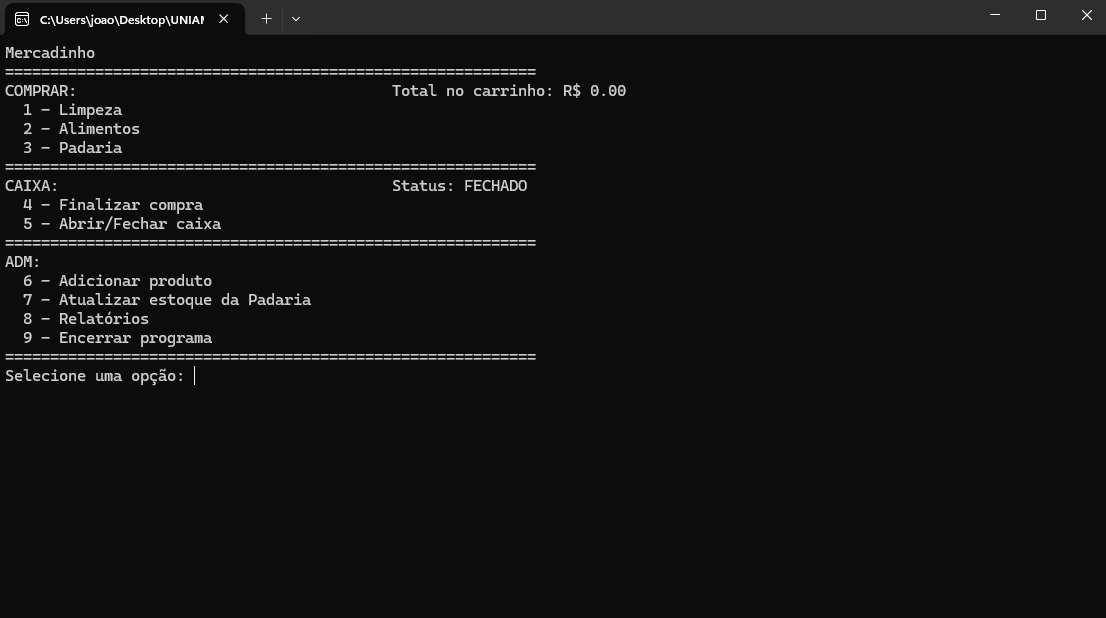 C:\Users\joao\Desktop\UNIAN
Mercadinho
===========================================================
COMPRAR:                                   Total no carrinho: R$ 0.00
  1 - Limpeza
  2 - Alimentos
  3 - Padaria
===========================================================
CAIXA:                                     Status: FECHADO
  4 - Finalizar compra
  5 - Abrir/Fechar caixa
===========================================================
ADM:
  6 - Adicionar produto
  7 - Atualizar estoque da Padaria
  8 - Relatórios
  9 - Encerrar programa
===========================================================
Selecione uma opção: